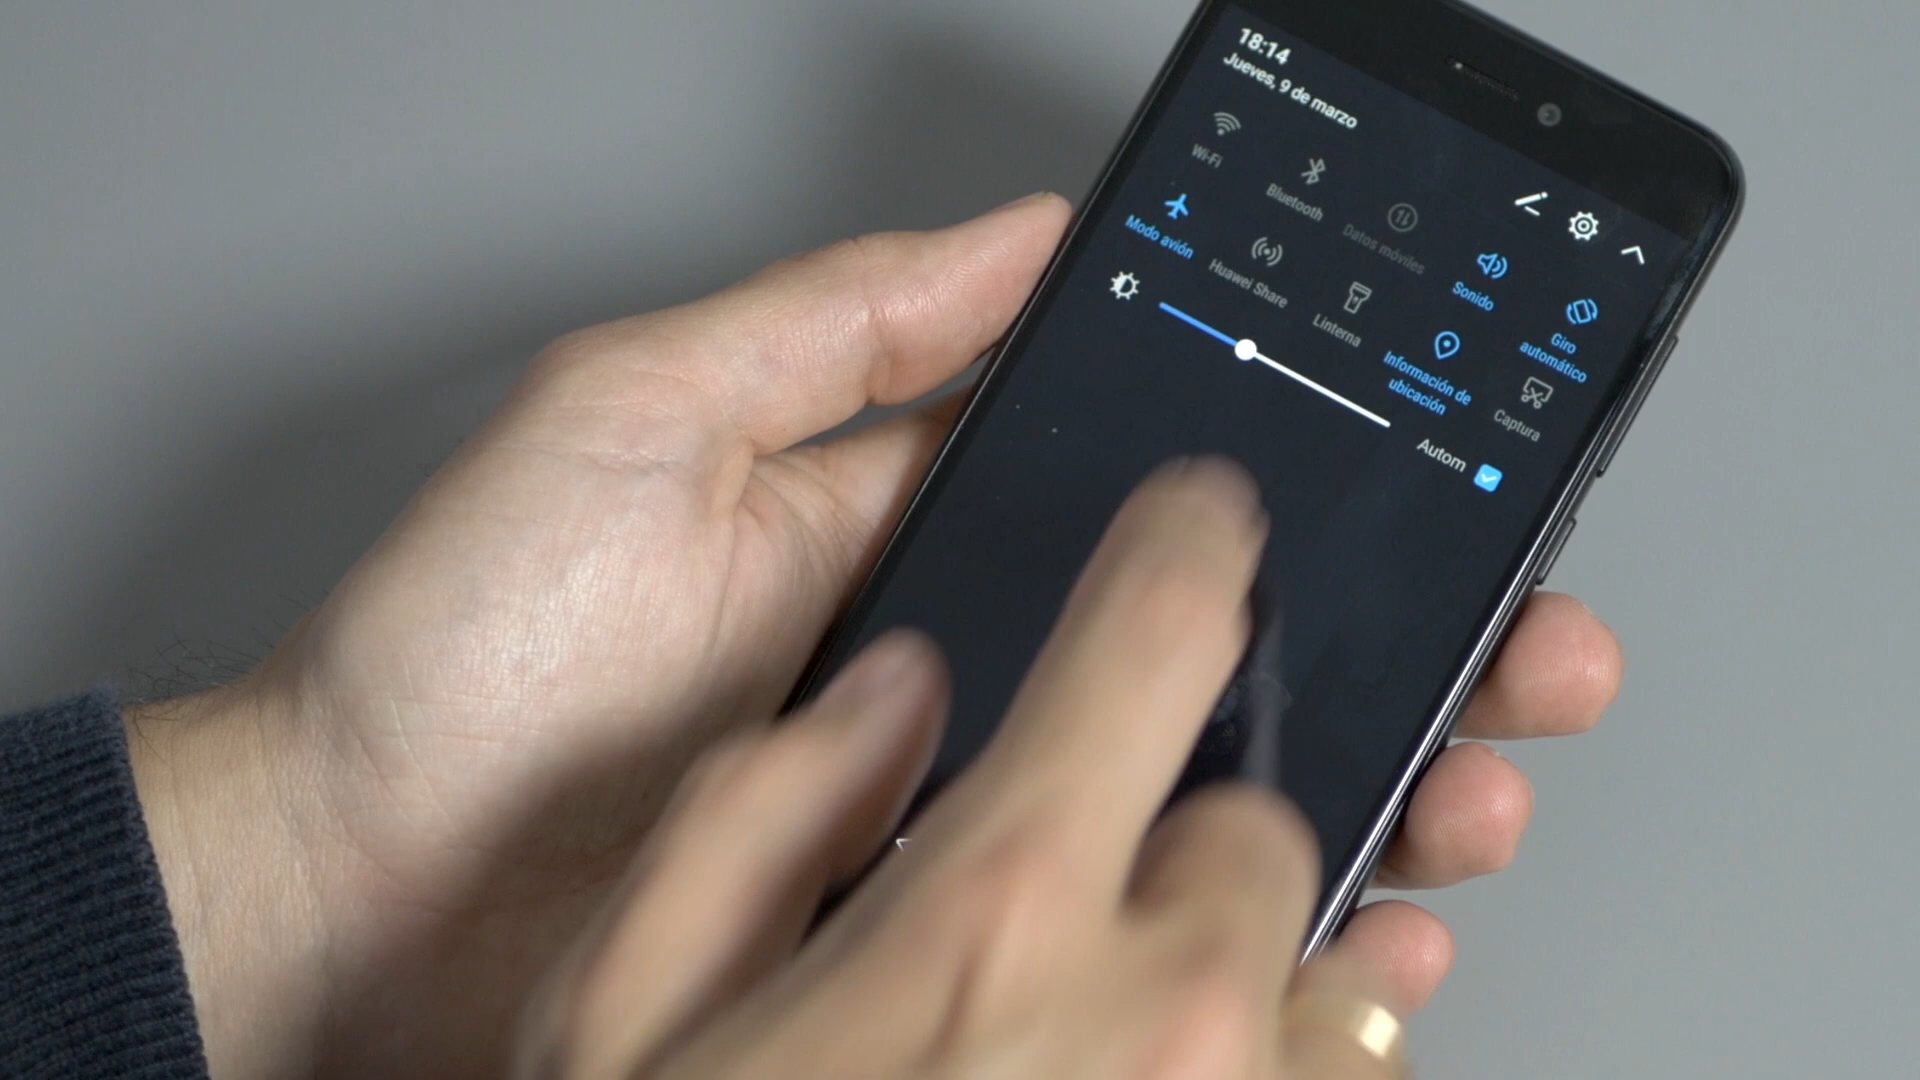 18:14
Jueves, 9 de marzo
Wi-Fi
Bluetooth
Datos móviles
Sonido
Giro
automático
Modo avión
Huawei Share
Linterna
Información de
ubicación
Captura
Autom